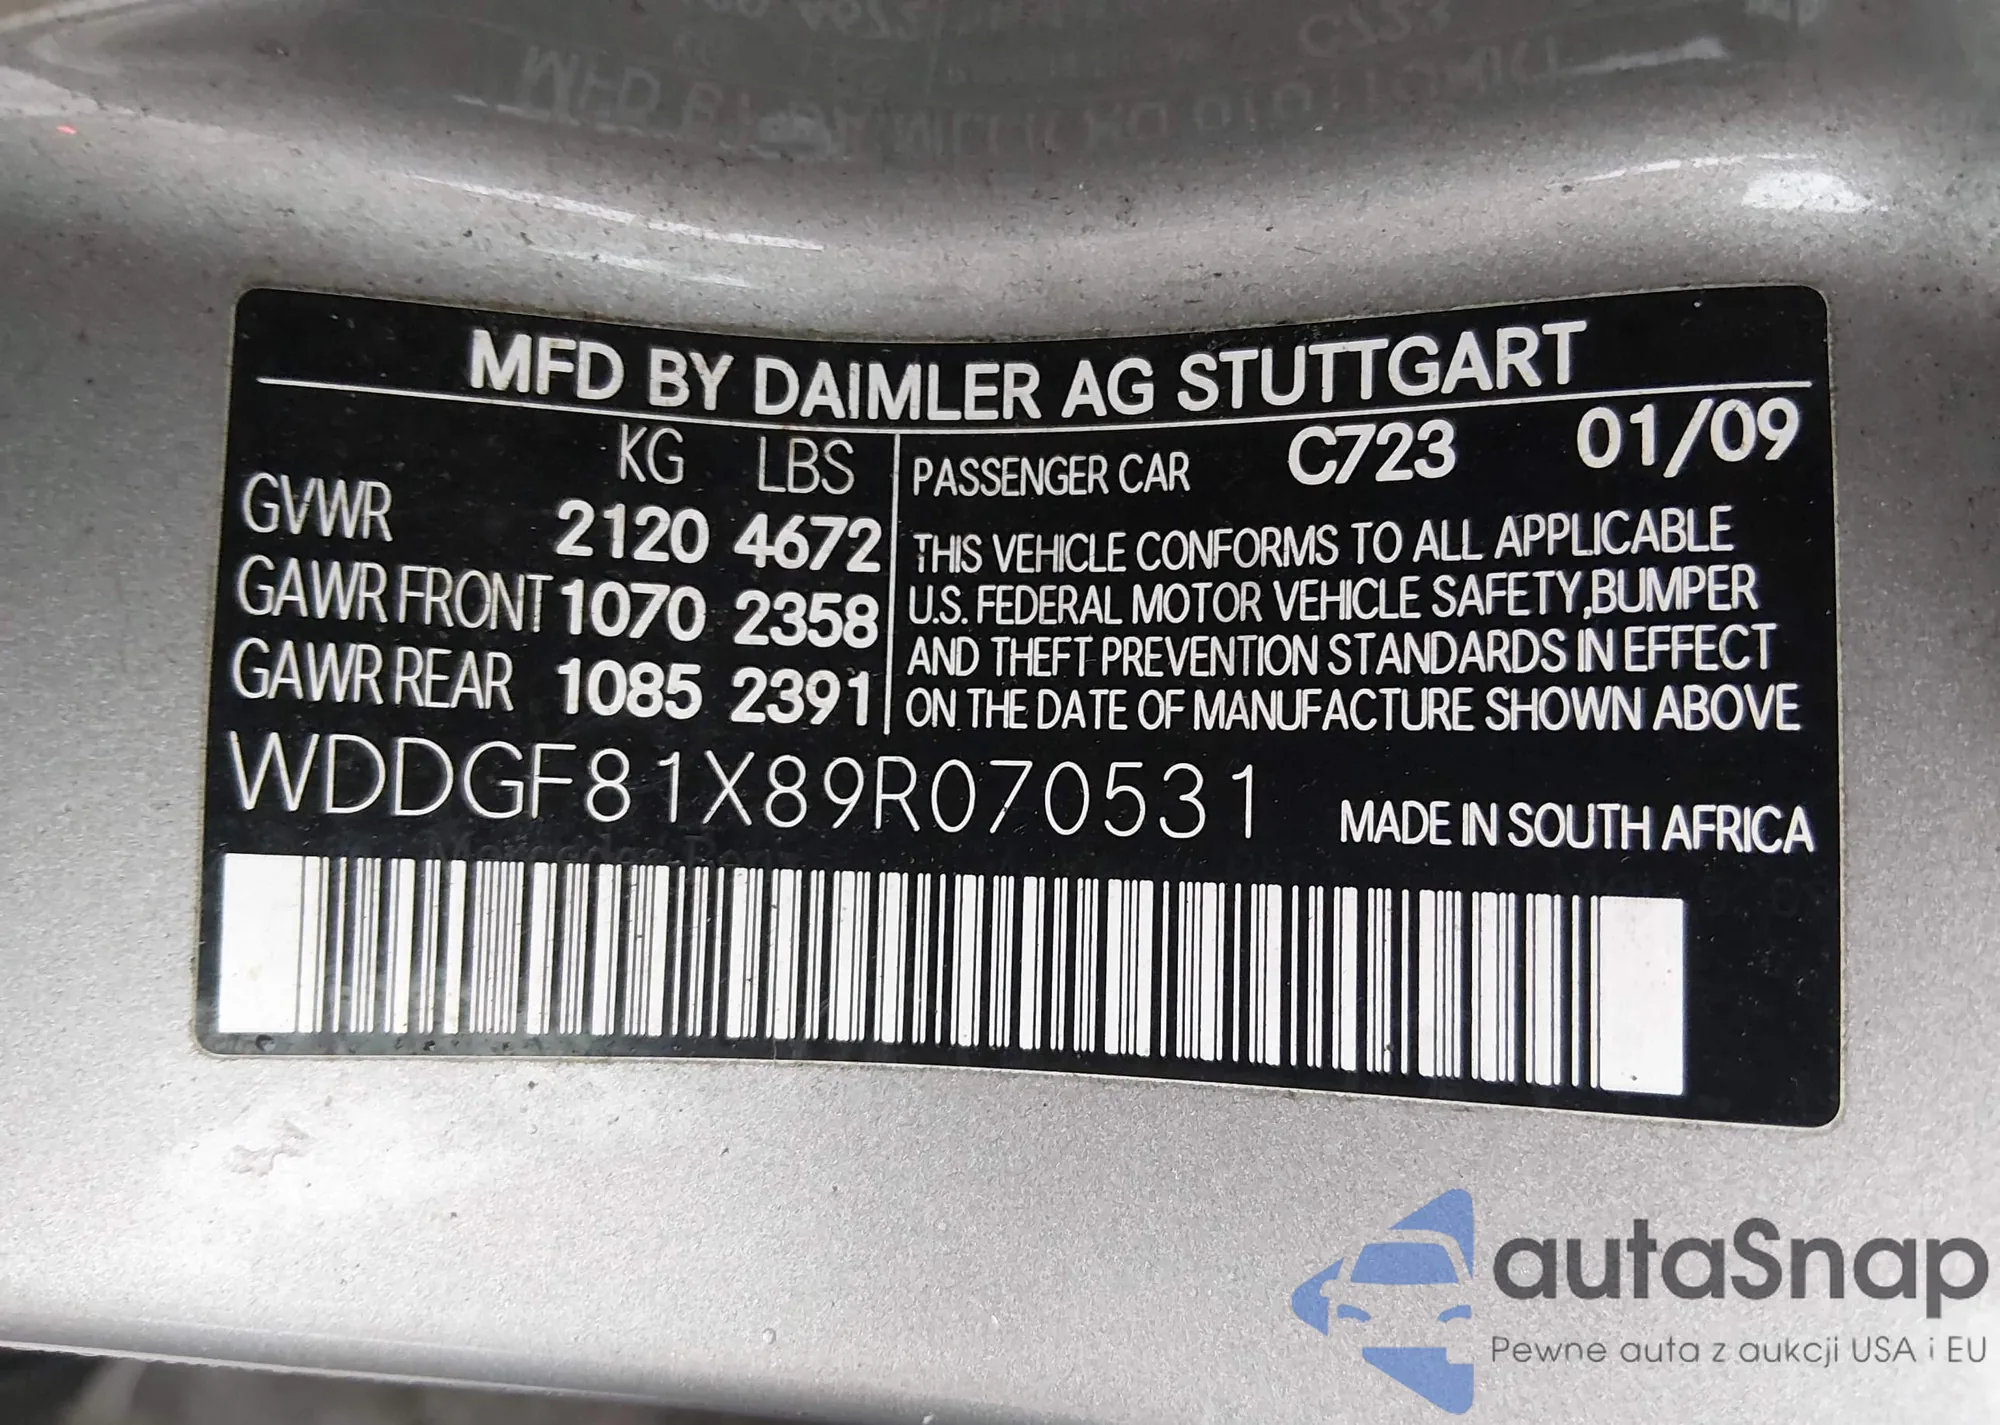 MFD BY DAIMLER AG STUTTGART
KG LBS
GVWR 2120 4672
GAWR FRONT 1070 2358
GAWR REAR 1085 2391
PASSENGER CAR C723 01/09
THIS VEHICLE CONFORMS TO ALL APPLICABLE
U.S. FEDERAL MOTOR VEHICLE SAFETY,BUMPER
AND THEFT PREVENTION STANDARDS IN EFFECT
ON THE DATE OF MANUFACTURE SHOWN ABOVE
WDDGF81X89R070531
MADE IN SOUTH AFRICA
autaSnap
Pewne auta z aukcji USA i EU